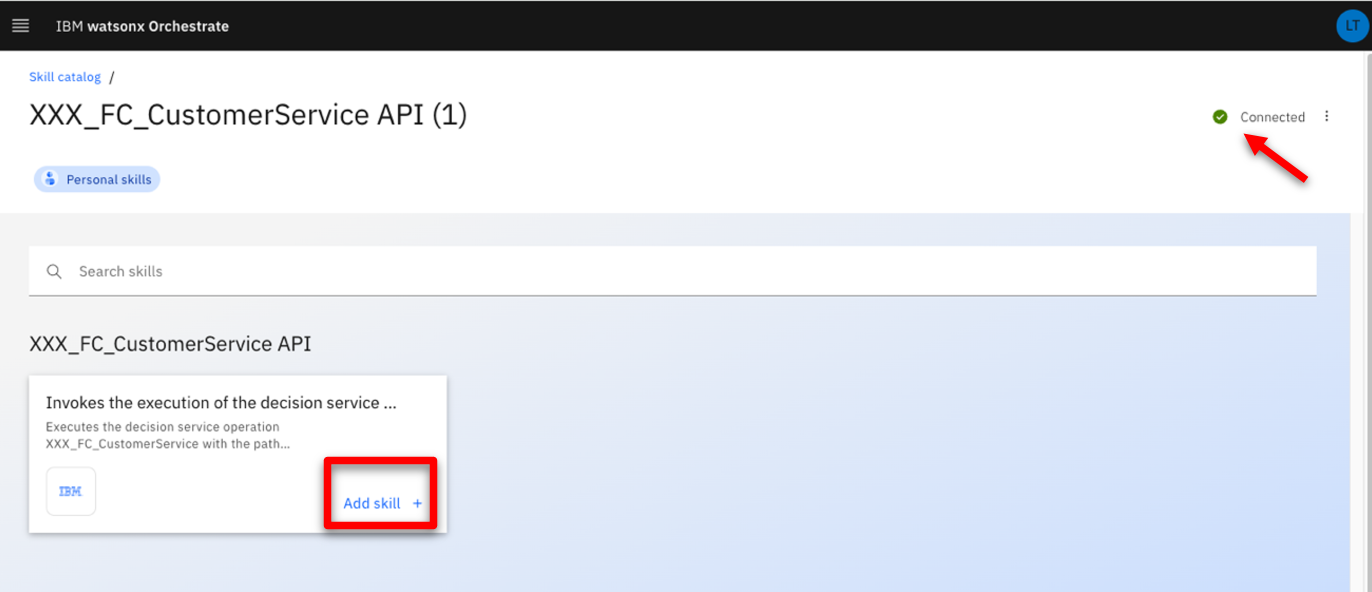 IBM watsonx Orchestrate
LT
Skill catalog /
XXX_FC_CustomerService API (1)
Connected
Personal skills
Search skills
XXX_FC_CustomerService API
Invokes the execution of the decision service ...
Executes the decision service operation
XXX_FC_CustomerService with the path...
IBM
Add skill +